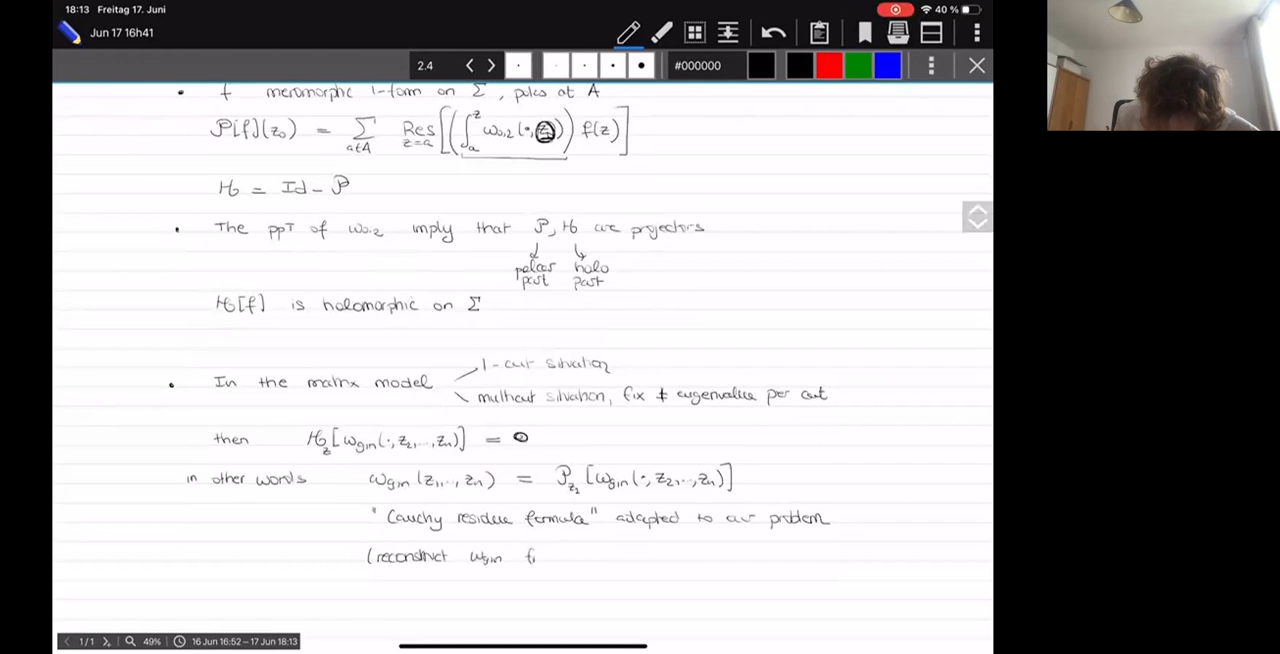 18:13 Freitag 17. Juni
40 %
Jun 17 16h41
2.4
#000000
• f meromorphic 1-form on Σ, poles at A
𝒫[f](z₀) = Σ_{a∈A} Res_{z=a} [(∫_a^z ω₀,₂(·, )) f(z)]
ℋ = Id - 𝒫
• The ppT of ω₀,₂ imply that 𝒫, ℋ are projectors
polar part
holo part
ℋ[f] is holomorphic on Σ
• In the matrix model
1-cut situation
multicut situation, fix # eigenvalue per cut
then ℋ_z[ω_{g,n}(·, z₂, ..., zₙ)] = 0
in other words ω_{g,n}(z₁, ..., zₙ) = 𝒫_{z₁}[ω_{g,n}(·, z₂, ..., zₙ)]
"Cauchy residue formula" adapted to our problem
(reconstruct ω_{g,n} f
1/1 49% 16 Jun 16:52 – 17 Jun 18:13